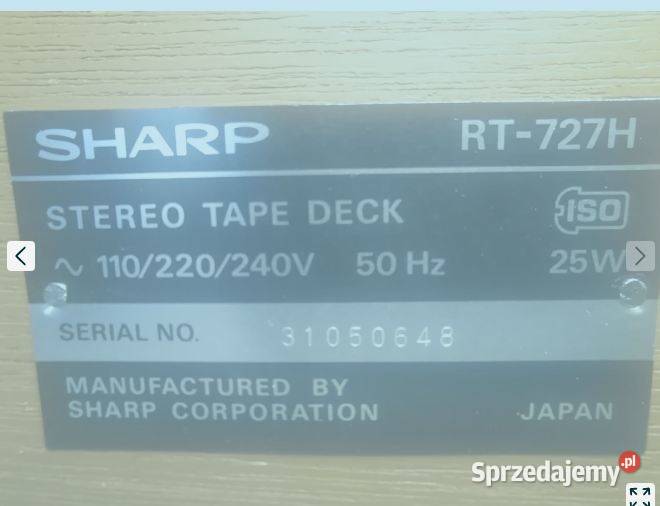 SHARP RT-727H
STEREO TAPE DECK ISO
~ 110/220/240V 50 Hz 25W
SERIAL NO. 31050648
MANUFACTURED BY
SHARP CORPORATION JAPAN
Sprzedajemy.pl